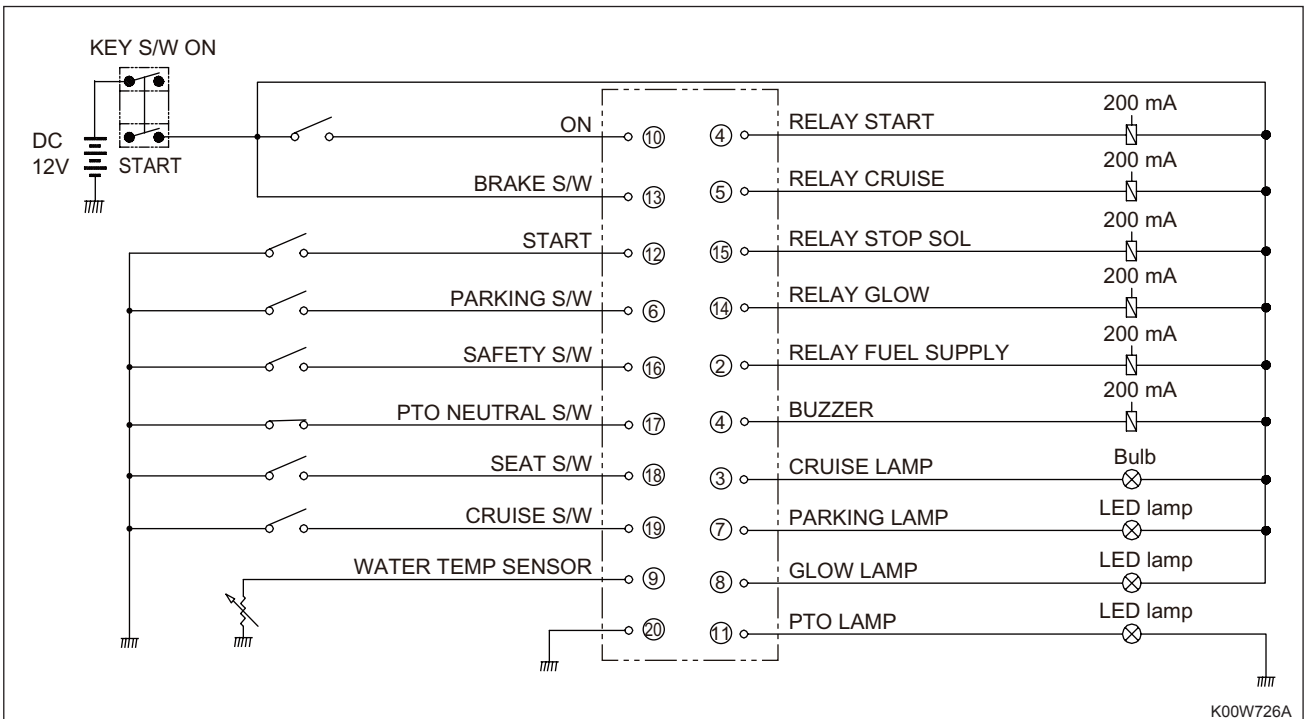 KEY S/W ON
DC
12V
START
ON
⑩
BRAKE S/W
⑬
START
⑫
PARKING S/W
⑥
SAFETY S/W
⑯
PTO NEUTRAL S/W
⑰
SEAT S/W
⑱
CRUISE S/W
⑲
WATER TEMP SENSOR
⑨
⑳
④ RELAY START
200 mA
⑤ RELAY CRUISE
200 mA
⑮ RELAY STOP SOL
200 mA
⑭ RELAY GLOW
200 mA
② RELAY FUEL SUPPLY
200 mA
④ BUZZER
200 mA
③ CRUISE LAMP
Bulb
⑦ PARKING LAMP
LED lamp
⑧ GLOW LAMP
LED lamp
⑪ PTO LAMP
LED lamp
K00W726A